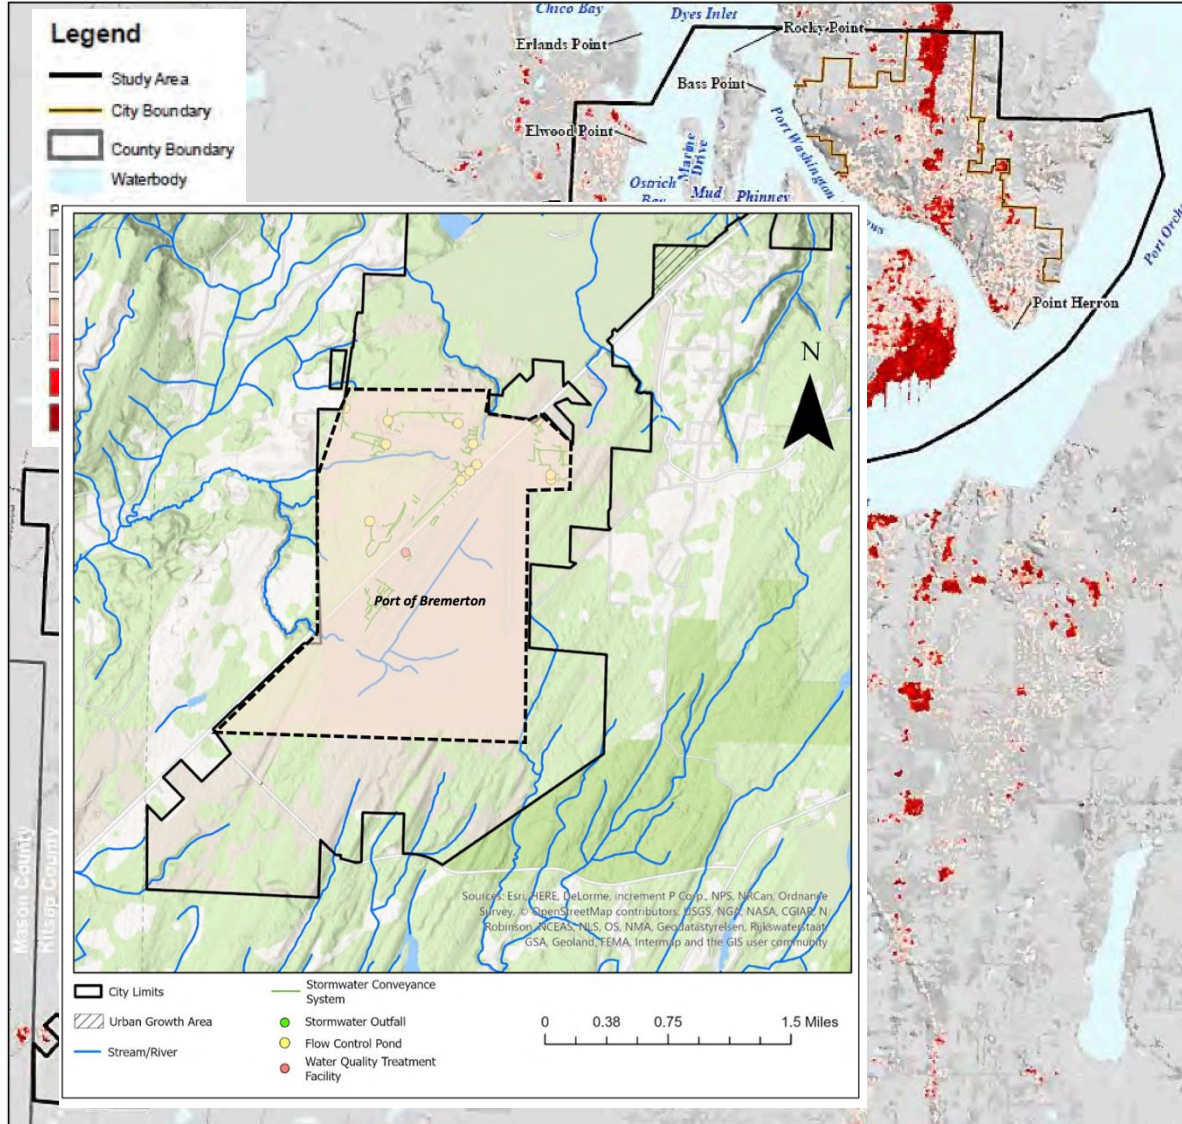 Legend
Study Area
City Boundary
County Boundary
Waterbody
P
Chico Bay
Dyes Inlet
Rocky Point
Erlands Point
Bass Point
Elwood Point
Marine
Drive
Port Washington
Ostrich
Bay
Mud
Phinney
ows
Port Orch
Point Herron
N
Port of Bremerton
Mason County
Kitsap County
Sources: Esri, HERE, DeLorme, increment P Corp., NPS, NRCan, Ordnance
Survey, © OpenStreetMap contributors, USGS, NGA, NASA, CGIAR, N
Robinson, NCEAS, NLS, OS, NMA, Geodatastyrelsen, Rijkswaterstaat,
GSA, Geoland, FEMA, Intermap and the GIS user community
City Limits
Urban Growth Area
Stream/River
Stormwater Conveyance
System
Stormwater Outfall
Flow Control Pond
Water Quality Treatment
Facility
0 0.38 0.75 1.5 Miles